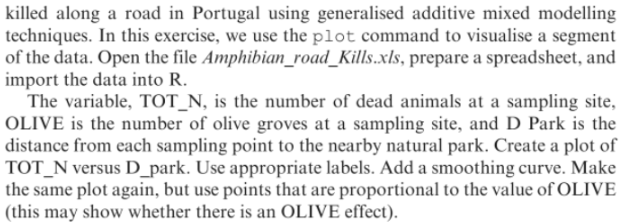 killed along a road in Portugal using generalised additive mixed modelling
techniques. In this exercise, we use the plot command to visualise a segment
of the data. Open the file Amphibian_road_Kills.xls, prepare a spreadsheet, and
import the data into R.
The variable, TOT_N, is the number of dead animals at a sampling site,
OLIVE is the number of olive groves at a sampling site, and D Park is the
distance from each sampling point to the nearby natural park. Create a plot of
TOT_N versus D_park. Use appropriate labels. Add a smoothing curve. Make
the same plot again, but use points that are proportional to the value of OLIVE
(this may show whether there is an OLIVE effect).